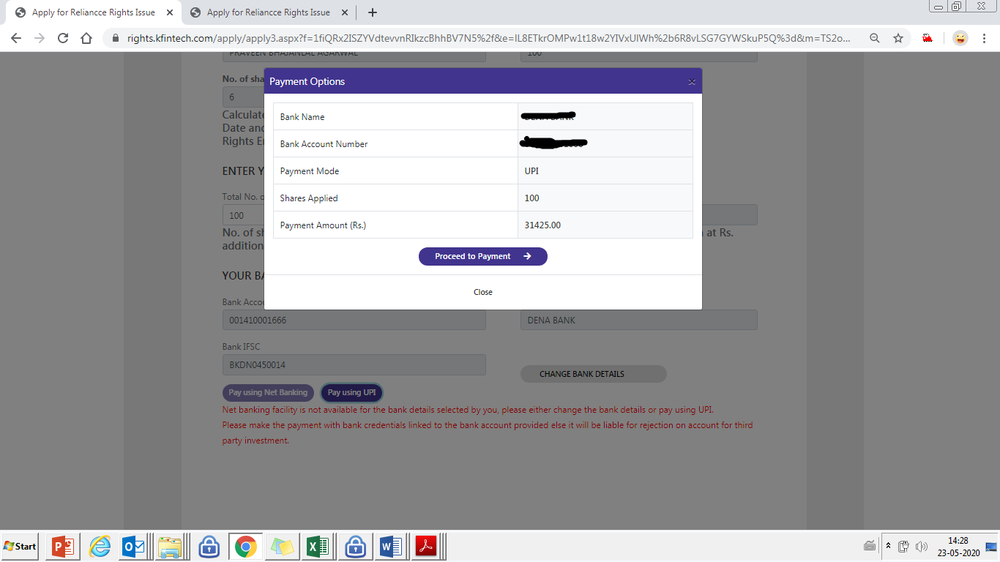 Apply for Reliancce Rights Issue
Apply for Reliancce Rights Issue
rights.kfintech.com/apply/apply3.aspx?f=1fiQRx2ISZYVdtevvnRIkzcBhhBV7N5%2f&e=IL8ETkrOMPw1t18w2YIVxUlWh%2b6R8vLSG7GYWSkuP5Q%3d&m=TS2o...
PRAVEEN BHAJANLAL AGARWAL
100
No. of sha
6
Calculate
Date and
Rights E
Payment Options
Bank Name
Bank Account Number
Payment Mode UPI
Shares Applied 100
Payment Amount (Rs.) 31425.00
Proceed to Payment
Close
ENTER Y
Total No. o
100
No. of sh
at Rs.
addition
YOUR BA
Bank Accou
001410001666
DENA BANK
Bank IFSC
BKDN0450014
CHANGE BANK DETAILS
Pay using Net Banking
Pay using UPI
Net banking facility is not available for the bank details selected by you, please either change the bank details or pay using UPI.
Please make the payment with bank credentials linked to the bank account provided else it will be liable for rejection on account for third
party investment.
Start
14:28
23-05-2020